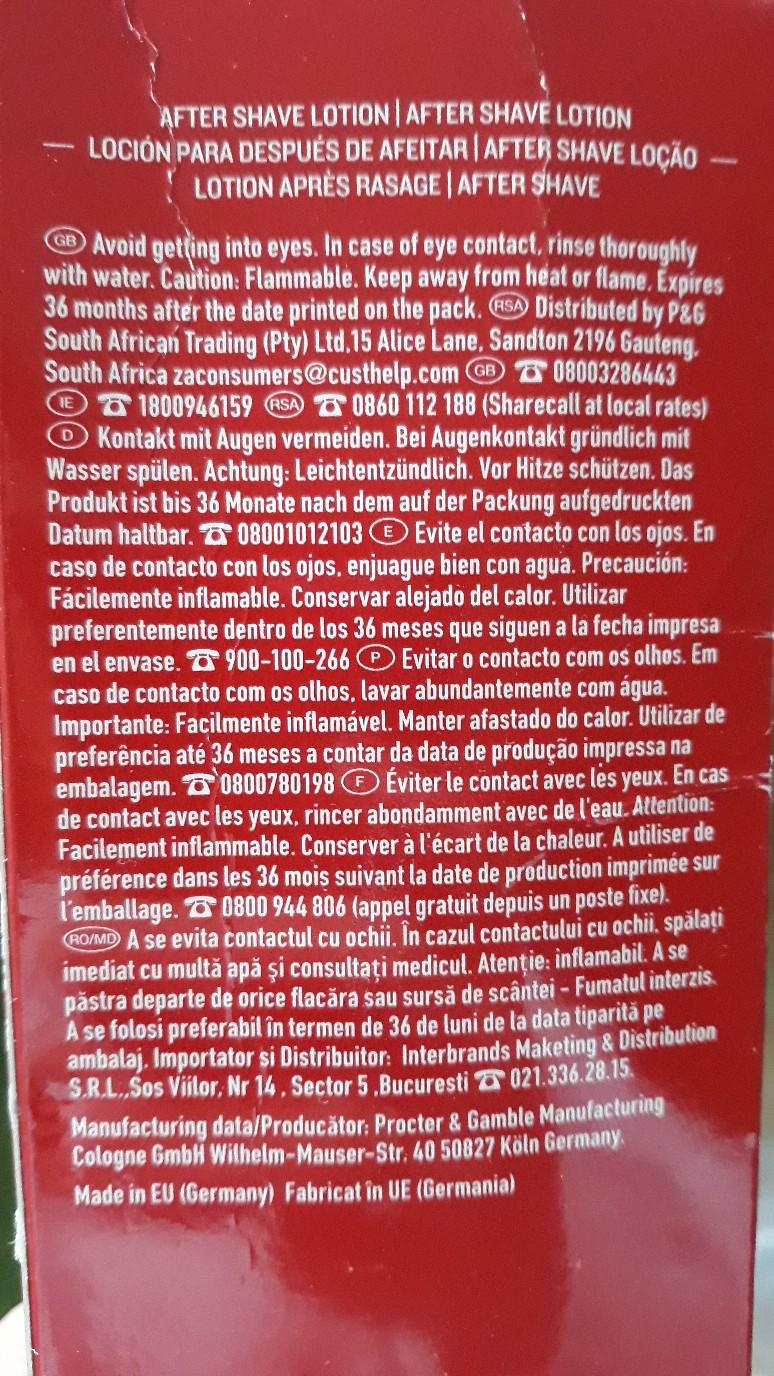 AFTER SHAVE LOTION | AFTER SHAVE LOTION
— LOCIÓN PARA DESPUÉS DE AFEITAR | AFTER SHAVE LOÇÃO —
LOTION APRÈS RASAGE | AFTER SHAVE
GB Avoid getting into eyes. In case of eye contact, rinse thoroughly
with water. Caution: Flammable. Keep away from heat or flame. Expires
36 months after the date printed on the pack. RSA Distributed by P&G
South African Trading (Pty) Ltd.15 Alice Lane, Sandton 2196 Gauteng,
South Africa zaconsumers@custhelp.com GB ☎ 08003286443
IE ☎ 1800946159 RSA ☎ 0860 112 188 (Sharecall at local rates)
D Kontakt mit Augen vermeiden. Bei Augenkontakt gründlich mit
Wasser spülen. Achtung: Leichtentzündlich. Vor Hitze schützen. Das
Produkt ist bis 36 Monate nach dem auf der Packung aufgedruckten
Datum haltbar. ☎ 08001012103 E Evite el contacto con los ojos. En
caso de contacto con los ojos, enjuague bien con agua. Precaución:
Fácilemente inflamable. Conservar alejado del calor. Utilizar
preferentemente dentro de los 36 meses que siguen a la fecha impresa
en el envase. ☎ 900-100-266 P Evitar o contacto com os olhos. Em
caso de contacto com os olhos, lavar abundantemente com água.
Importante: Facilmente inflamável. Manter afastado do calor. Utilizar de
preferência até 36 meses a contar da data de produção impressa na
embalagem. ☎ 0800780198 F Éviter le contact avec les yeux. En cas
de contact avec les yeux, rincer abondamment avec de l'eau. Attention:
Facilement inflammable. Conserver à l'écart de la chaleur. A utiliser de
préférence dans les 36 mois suivant la date de production imprimée sur
l'emballage. ☎ 0800 944 806 (appel gratuit depuis un poste fixe).
RO/MD A se evita contactul cu ochii. În cazul contactului cu ochii, spălați
imediat cu multă apă și consultați medicul. Atenție: inflamabil. A se
păstra departe de orice flacăra sau sursă de scântei - Fumatul interzis.
A se folosi preferabil în termen de 36 de luni de la data tiparită pe
ambalaj. Importator si Distribuitor: Interbrands Maketing & Distribution
S.R.L.,Șos Viilor, Nr 14 , Sector 5 ,Bucuresti ☎ 021.336.28.15.
Manufacturing data/Producător: Procter & Gamble Manufacturing
Cologne GmbH Wilhelm-Mauser-Str. 40 50827 Köln Germany.
Made in EU (Germany) Fabricat în UE (Germania)